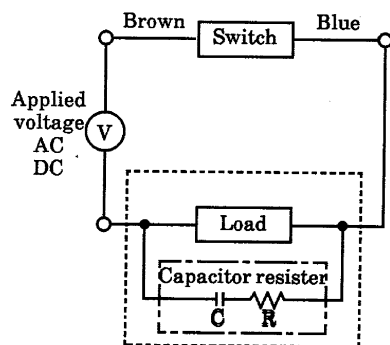 Brown
Switch
Blue
Applied
voltage
AC
DC
V
Load
Capacitor resister
C
R